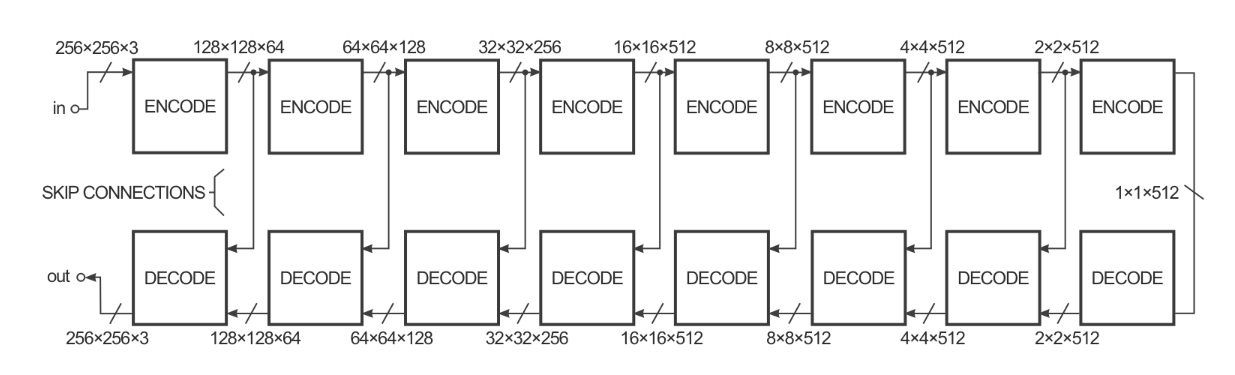 256×256×3
128×128×64
64×64×128
32×32×256
16×16×512
8×8×512
4×4×512
2×2×512
in
ENCODE
ENCODE
ENCODE
ENCODE
ENCODE
ENCODE
ENCODE
ENCODE
SKIP CONNECTIONS
1×1×512
out
DECODE
DECODE
DECODE
DECODE
DECODE
DECODE
DECODE
DECODE
256×256×3
128×128×64
64×64×128
32×32×256
16×16×512
8×8×512
4×4×512
2×2×512